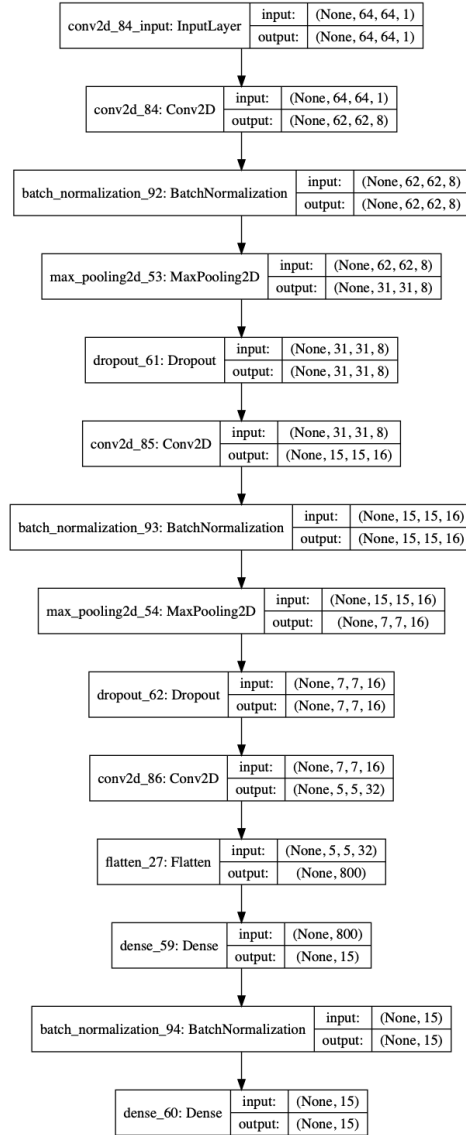 conv2d_84_input: InputLayer
input: (None, 64, 64, 1)
output: (None, 64, 64, 1)
conv2d_84: Conv2D
input: (None, 64, 64, 1)
output: (None, 62, 62, 8)
batch_normalization_92: BatchNormalization
input: (None, 62, 62, 8)
output: (None, 62, 62, 8)
max_pooling2d_53: MaxPooling2D
input: (None, 62, 62, 8)
output: (None, 31, 31, 8)
dropout_61: Dropout
input: (None, 31, 31, 8)
output: (None, 31, 31, 8)
conv2d_85: Conv2D
input: (None, 31, 31, 8)
output: (None, 15, 15, 16)
batch_normalization_93: BatchNormalization
input: (None, 15, 15, 16)
output: (None, 15, 15, 16)
max_pooling2d_54: MaxPooling2D
input: (None, 15, 15, 16)
output: (None, 7, 7, 16)
dropout_62: Dropout
input: (None, 7, 7, 16)
output: (None, 7, 7, 16)
conv2d_86: Conv2D
input: (None, 7, 7, 16)
output: (None, 5, 5, 32)
flatten_27: Flatten
input: (None, 5, 5, 32)
output: (None, 800)
dense_59: Dense
input: (None, 800)
output: (None, 15)
batch_normalization_94: BatchNormalization
input: (None, 15)
output: (None, 15)
dense_60: Dense
input: (None, 15)
output: (None, 15)